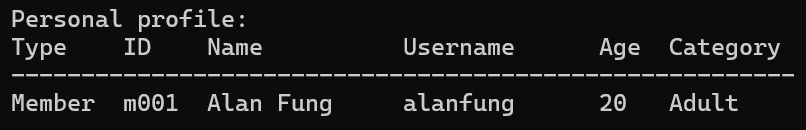 Personal profile:
Type    ID    Name          Username      Age  Category
--------------------------------------------------------
Member  m001  Alan Fung     alanfung      20   Adult